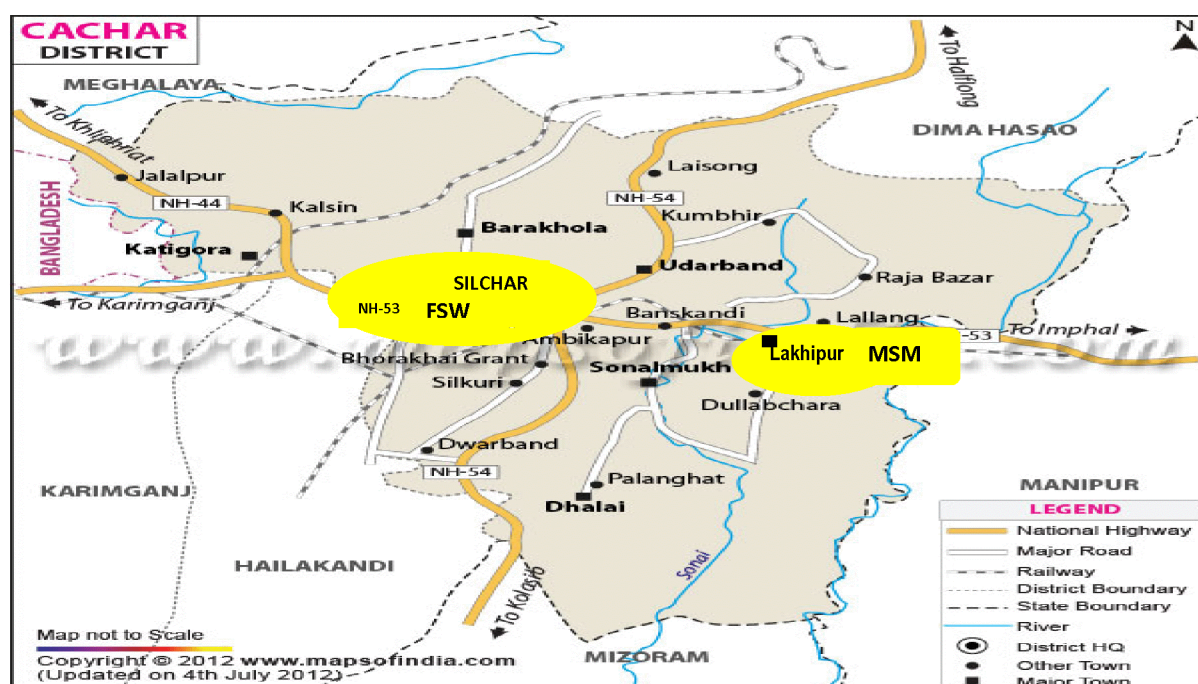 CACHAR
DISTRICT
N
MEGHALAYA
To Halflong
DIMA HASAO
To Khliehriat
Jalalpur
NH-44
Kalsin
Laisong
NH-54
Kumbhir
BANGLADESH
Katigora
Barakhola
Udarband
Raja Bazar
SILCHAR
NH-53 FSW
To Karimganj
Banskandi
Lallang
-53
To Imphal
Ambikapur
Bhorakhai Grant
Sonalmukh
Lakhipur MSM
Silkuri
Dullabchara
Dwarband
NH-54
Palanghat
Dhalai
KARIMGANJ
HAILAKANDI
Sonai
To Kolasib
MIZORAM
MANIPUR
LEGEND
National Highway
Major Road
Railway
District Boundary
State Boundary
River
District HQ
Other Town
Major Town
Map not to Scale
Copyright © 2012 www.mapsofindia.com
(Updated on 4th July 2012)